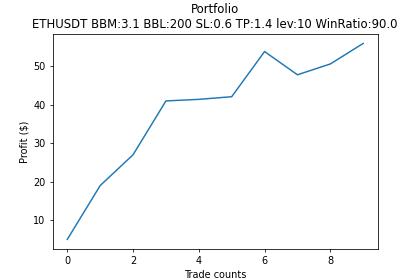 Portfolio
ETHUSDT BBM:3.1 BBL:200 SL:0.6 TP:1.4 lev:10 WinRatio:90.0
50
40
30
20
10
Profit ($)
0 2 4 6 8
Trade counts